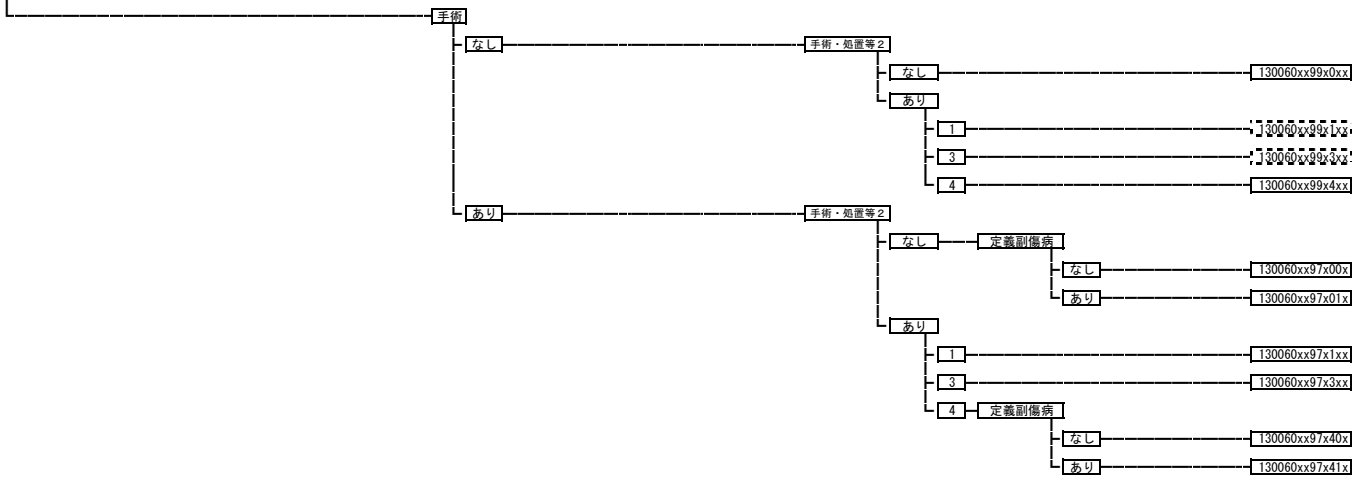 手術
なし 手術・処置等2
なし 130060xx99x0xx
あり
1 130060xx99x1xx
3 130060xx99x3xx
4 130060xx99x4xx
あり 手術・処置等2
なし 定義副傷病
なし 130060xx97x00x
あり 130060xx97x01x
あり
1 130060xx97x1xx
3 130060xx97x3xx
4 定義副傷病
なし 130060xx97x40x
あり 130060xx97x41x